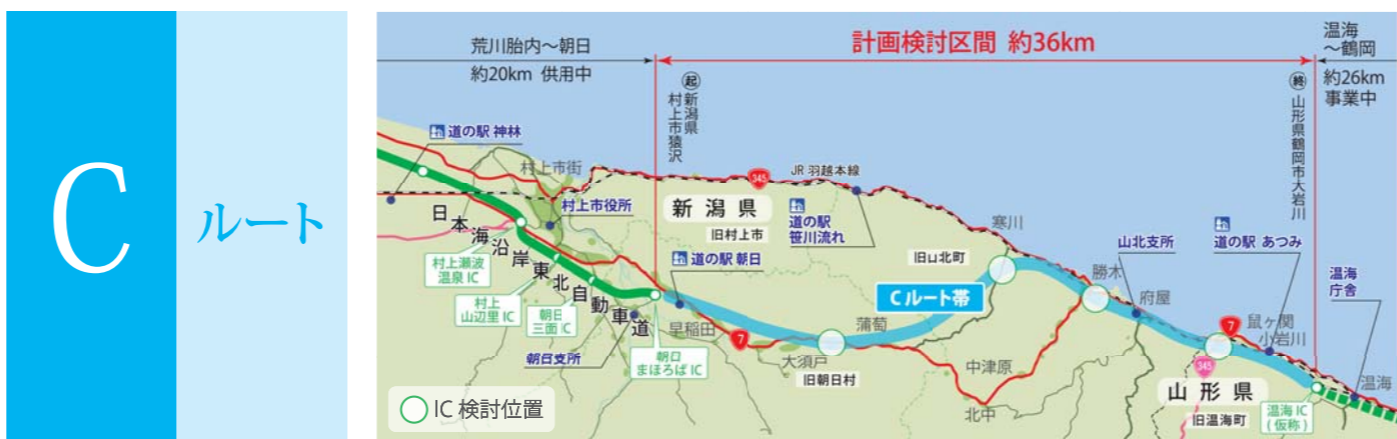 C
ルート
荒川胎内～朝日
約20km 供用中
計画検討区間 約36km
温海
～鶴岡
約26km
事業中
起
新潟県
村上市猿沢
終
山形県鶴岡市大岩川
道の駅 神林
村上市街
345
JR 羽越本線
村上市役所
新潟県
旧村上市
道の駅
笹川流れ
寒川
山北支所
道の駅 あつみ
日本海沿岸東北自動車道
道の駅 朝日
旧山北町
勝木
温海
庁舎
村上瀬波
温泉 IC
Cルート帯
府屋
村上
山辺里 IC
朝日
三面 IC
早稲田
蒲萄
7
鼠ヶ関
小岩川
7
朝日支所
朝日
まほろば IC
大須戸
中津原
345
温海
旧朝日村
山形県
IC 検討位置
北中
旧温海町
温海 IC
(仮称)